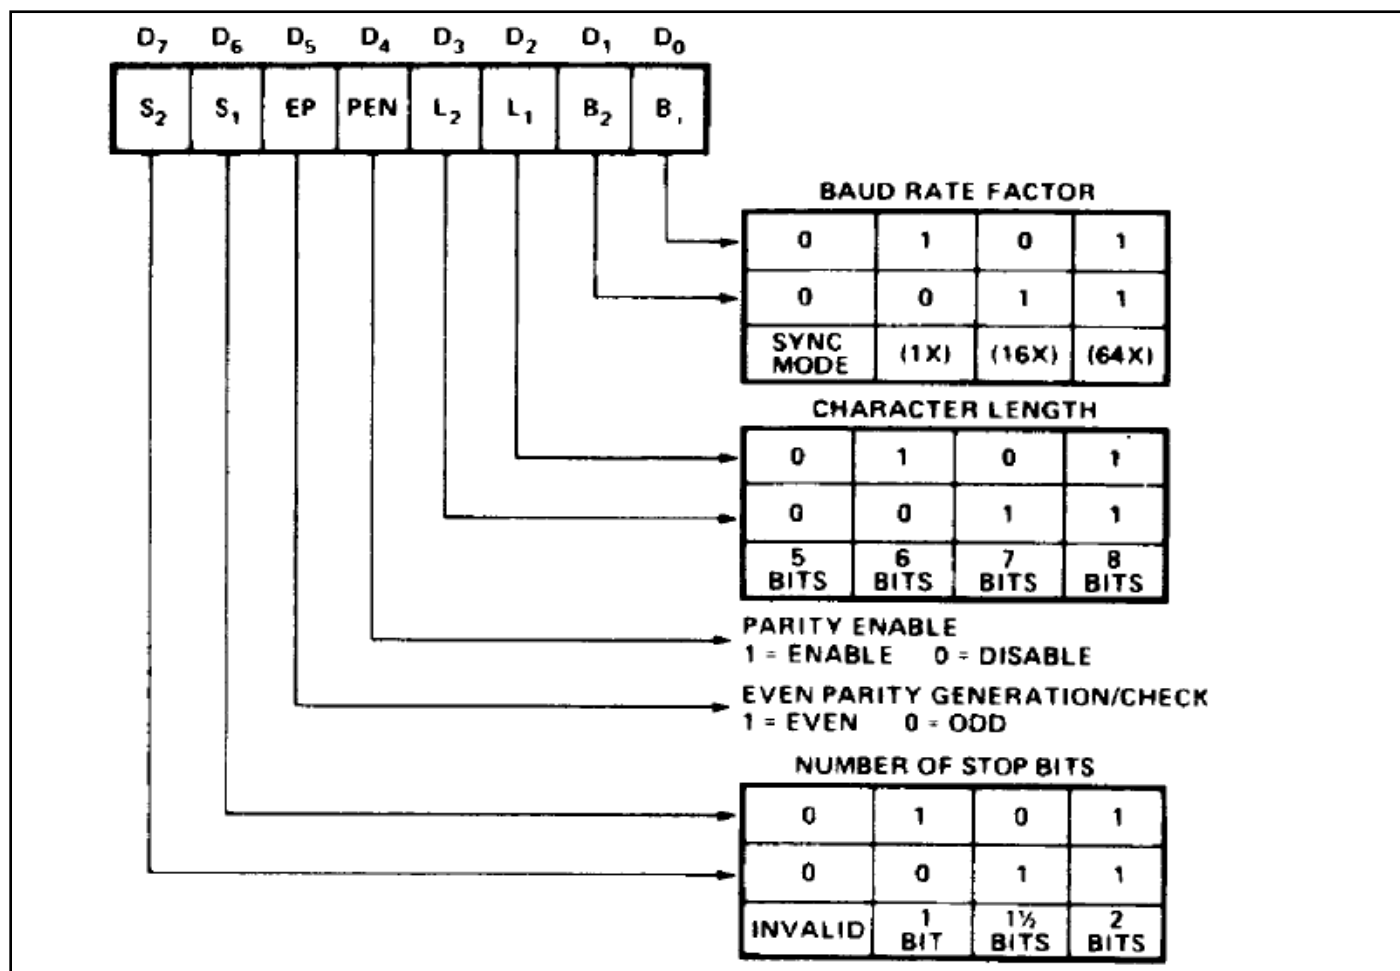 D7 D6 D5 D4 D3 D2 D1 D0
S2 S1 EP PEN L2 L1 B2 B1
BAUD RATE FACTOR
0 1 0 1
0 0 1 1
SYNC MODE (1X) (16X) (64X)
CHARACTER LENGTH
0 1 0 1
0 0 1 1
5 BITS 6 BITS 7 BITS 8 BITS
PARITY ENABLE
1 = ENABLE 0 = DISABLE
EVEN PARITY GENERATION/CHECK
1 = EVEN 0 = ODD
NUMBER OF STOP BITS
0 1 0 1
0 0 1 1
INVALID 1 BIT 1½ BITS 2 BITS